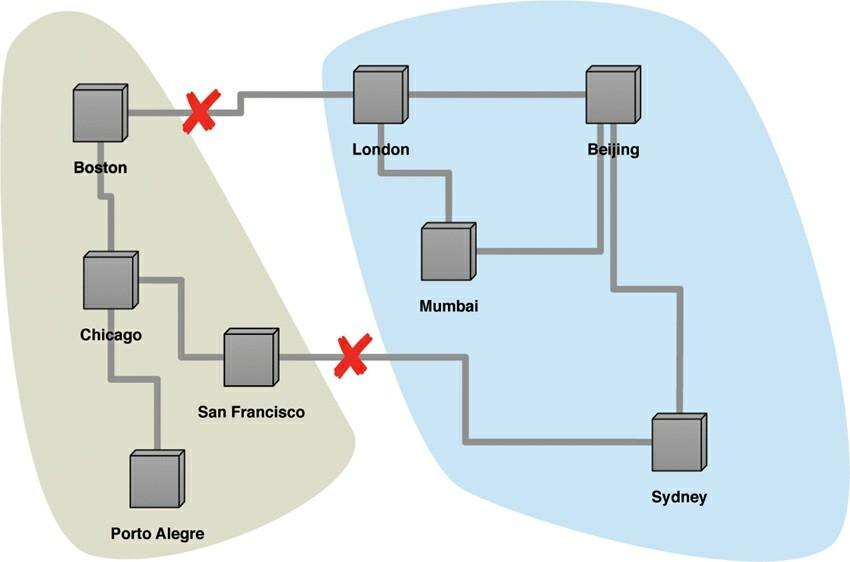 London
Beijing
Boston
Mumbai
Chicago
San Francisco
Sydney
Porto Alegre